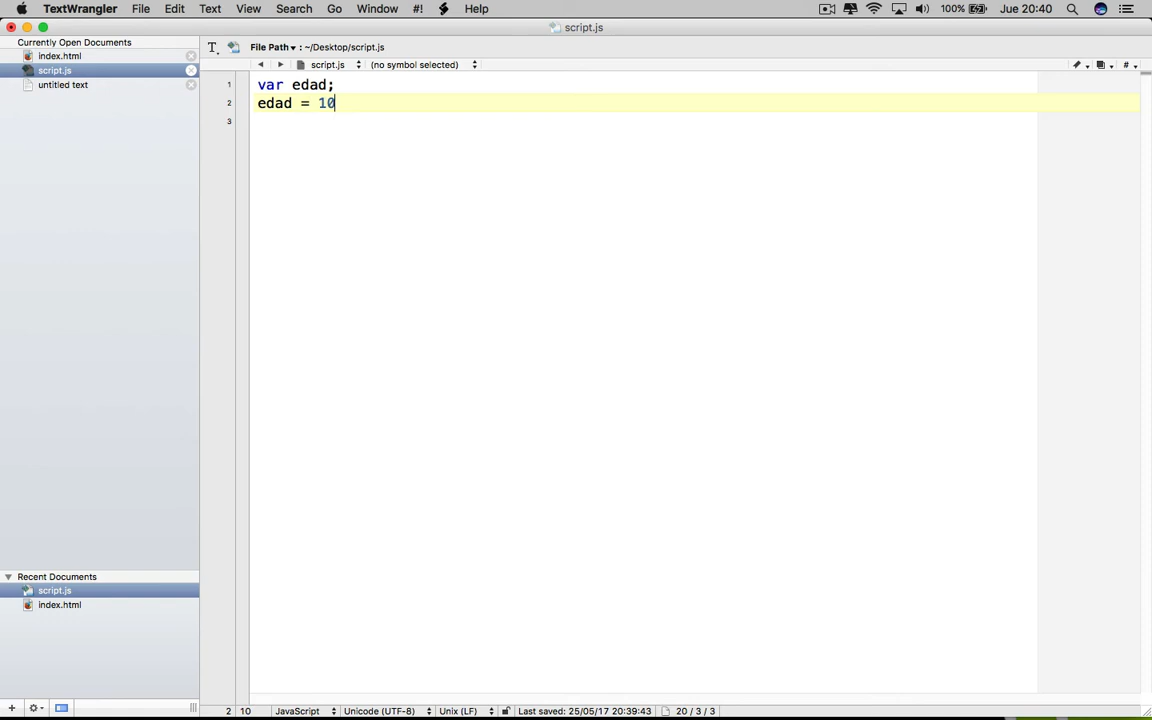 TextWrangler File Edit Text View Search Go Window #! Help 100% Jue 20:40
script.js
Currently Open Documents
index.html
script.js
untitled text
File Path ▾ : ~/Desktop/script.js
script.js (no symbol selected) #
1 var edad;
2 edad = 10
3
Recent Documents
script.js
index.html
2 10 JavaScript Unicode (UTF-8) Unix (LF) Last saved: 25/05/17 20:39:43 20 / 3 / 3